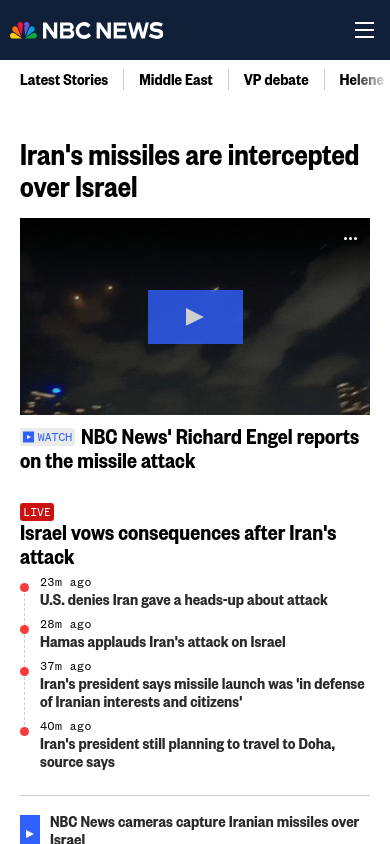 NBC NEWS
Latest Stories
Middle East
VP debate
Helene
Iran's missiles are intercepted
over Israel
WATCH NBC News' Richard Engel reports
on the missile attack
LIVE
Israel vows consequences after Iran's
attack
23m ago
U.S. denies Iran gave a heads-up about attack
28m ago
Hamas applauds Iran's attack on Israel
37m ago
Iran's president says missile launch was 'in defense
of Iranian interests and citizens'
40m ago
Iran's president still planning to travel to Doha,
source says
NBC News cameras capture Iranian missiles over
Israel